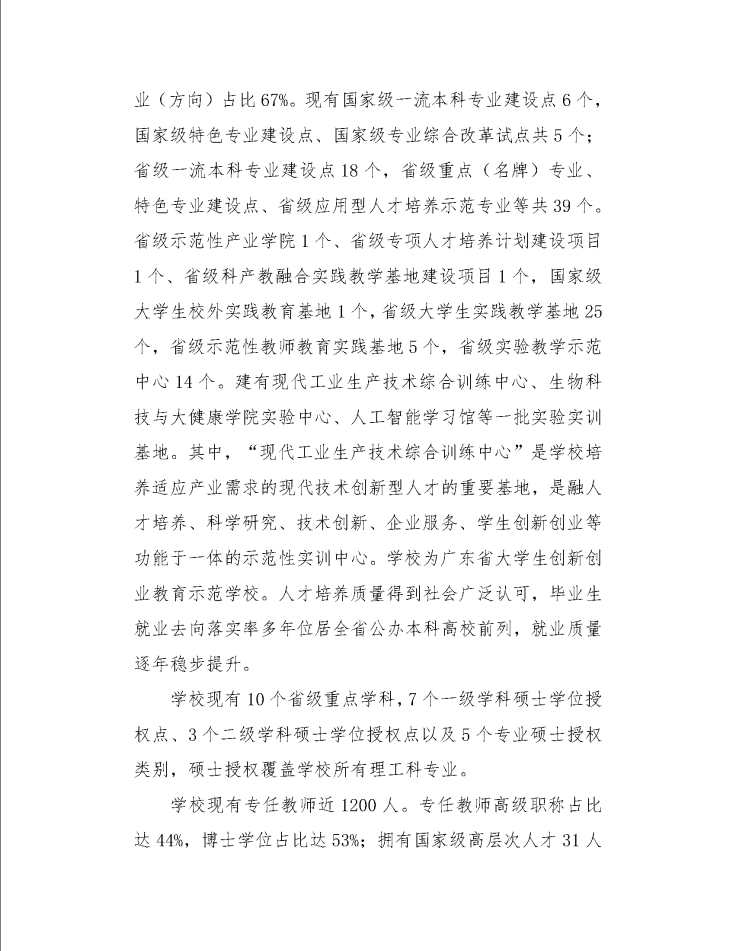 业（方向）占比 67%。现有国家级一流本科专业建设点 6 个，
国家级特色专业建设点、国家级专业综合改革试点共 5 个；
省级一流本科专业建设点 18 个，省级重点（名牌）专业、
特色专业建设点、省级应用型人才培养示范专业等共 39 个。
省级示范性产业学院 1 个、省级专项人才培养计划建设项目
1 个、省级科产教融合实践教学基地建设项目 1 个，国家级
大学生校外实践教育基地 1 个，省级大学生实践教学基地 25
个，省级示范性教师教育实践基地 5 个，省级实验教学示范
中心 14 个。建有现代工业生产技术综合训练中心、生物科
技与大健康学院实验中心、人工智能学习馆等一批实验实训
基地。其中，“现代工业生产技术综合训练中心”是学校培
养适应产业需求的现代技术创新型人才的重要基地，是融人
才培养、科学研究、技术创新、企业服务、学生创新创业等
功能于一体的示范性实训中心。学校为广东省大学生创新创
业教育示范学校。人才培养质量得到社会广泛认可，毕业生
就业去向落实率多年位居全省公办本科高校前列，就业质量
逐年稳步提升。
学校现有 10 个省级重点学科，7 个一级学科硕士学位授
权点、3 个二级学科硕士学位授权点以及 5 个专业硕士授权
类别，硕士授权覆盖学校所有理工科专业。
学校现有专任教师近 1200 人。专任教师高级职称占比
达 44%，博士学位占比达 53%；拥有国家级高层次人才 31 人